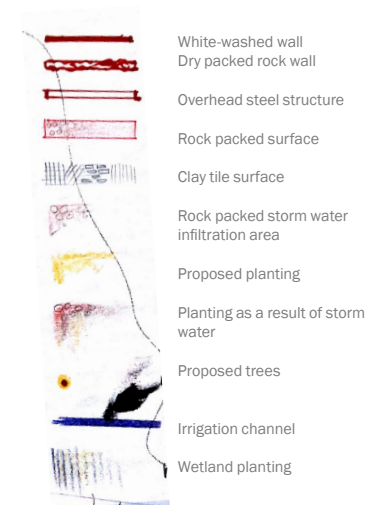 White-washed wall
Dry packed rock wall
Overhead steel structure
Rock packed surface
Clay tile surface
Rock packed storm water
infiltration area
Proposed planting
Planting as a result of storm
water
Proposed trees
Irrigation channel
Wetland planting